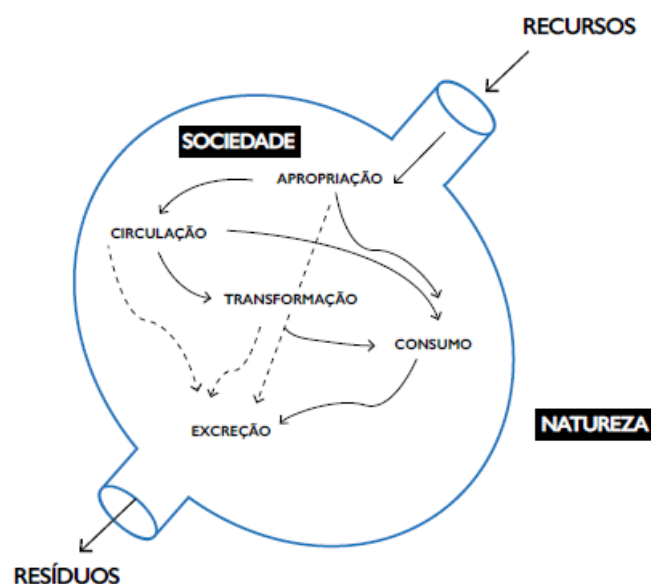 RECURSOS
SOCIEDADE
APROPRIAÇÃO
CIRCULAÇÃO
TRANSFORMAÇÃO
CONSUMO
EXCREÇÃO
NATUREZA
RESÍDUOS